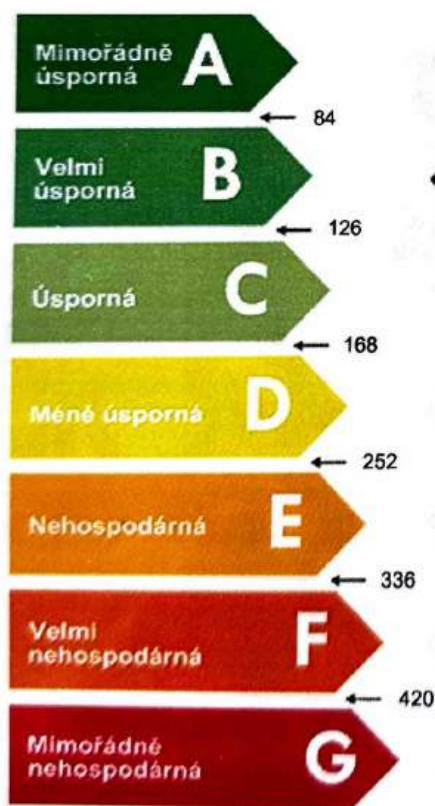 Mimořádně
úsporná
A
84
Velmi
úsporná
B
126
Úsporná
C
168
Méně úsporná
D
252
Nehospodárná
E
336
Velmi
nehospodárná
F
420
Mimořádně
nehospodárná
G